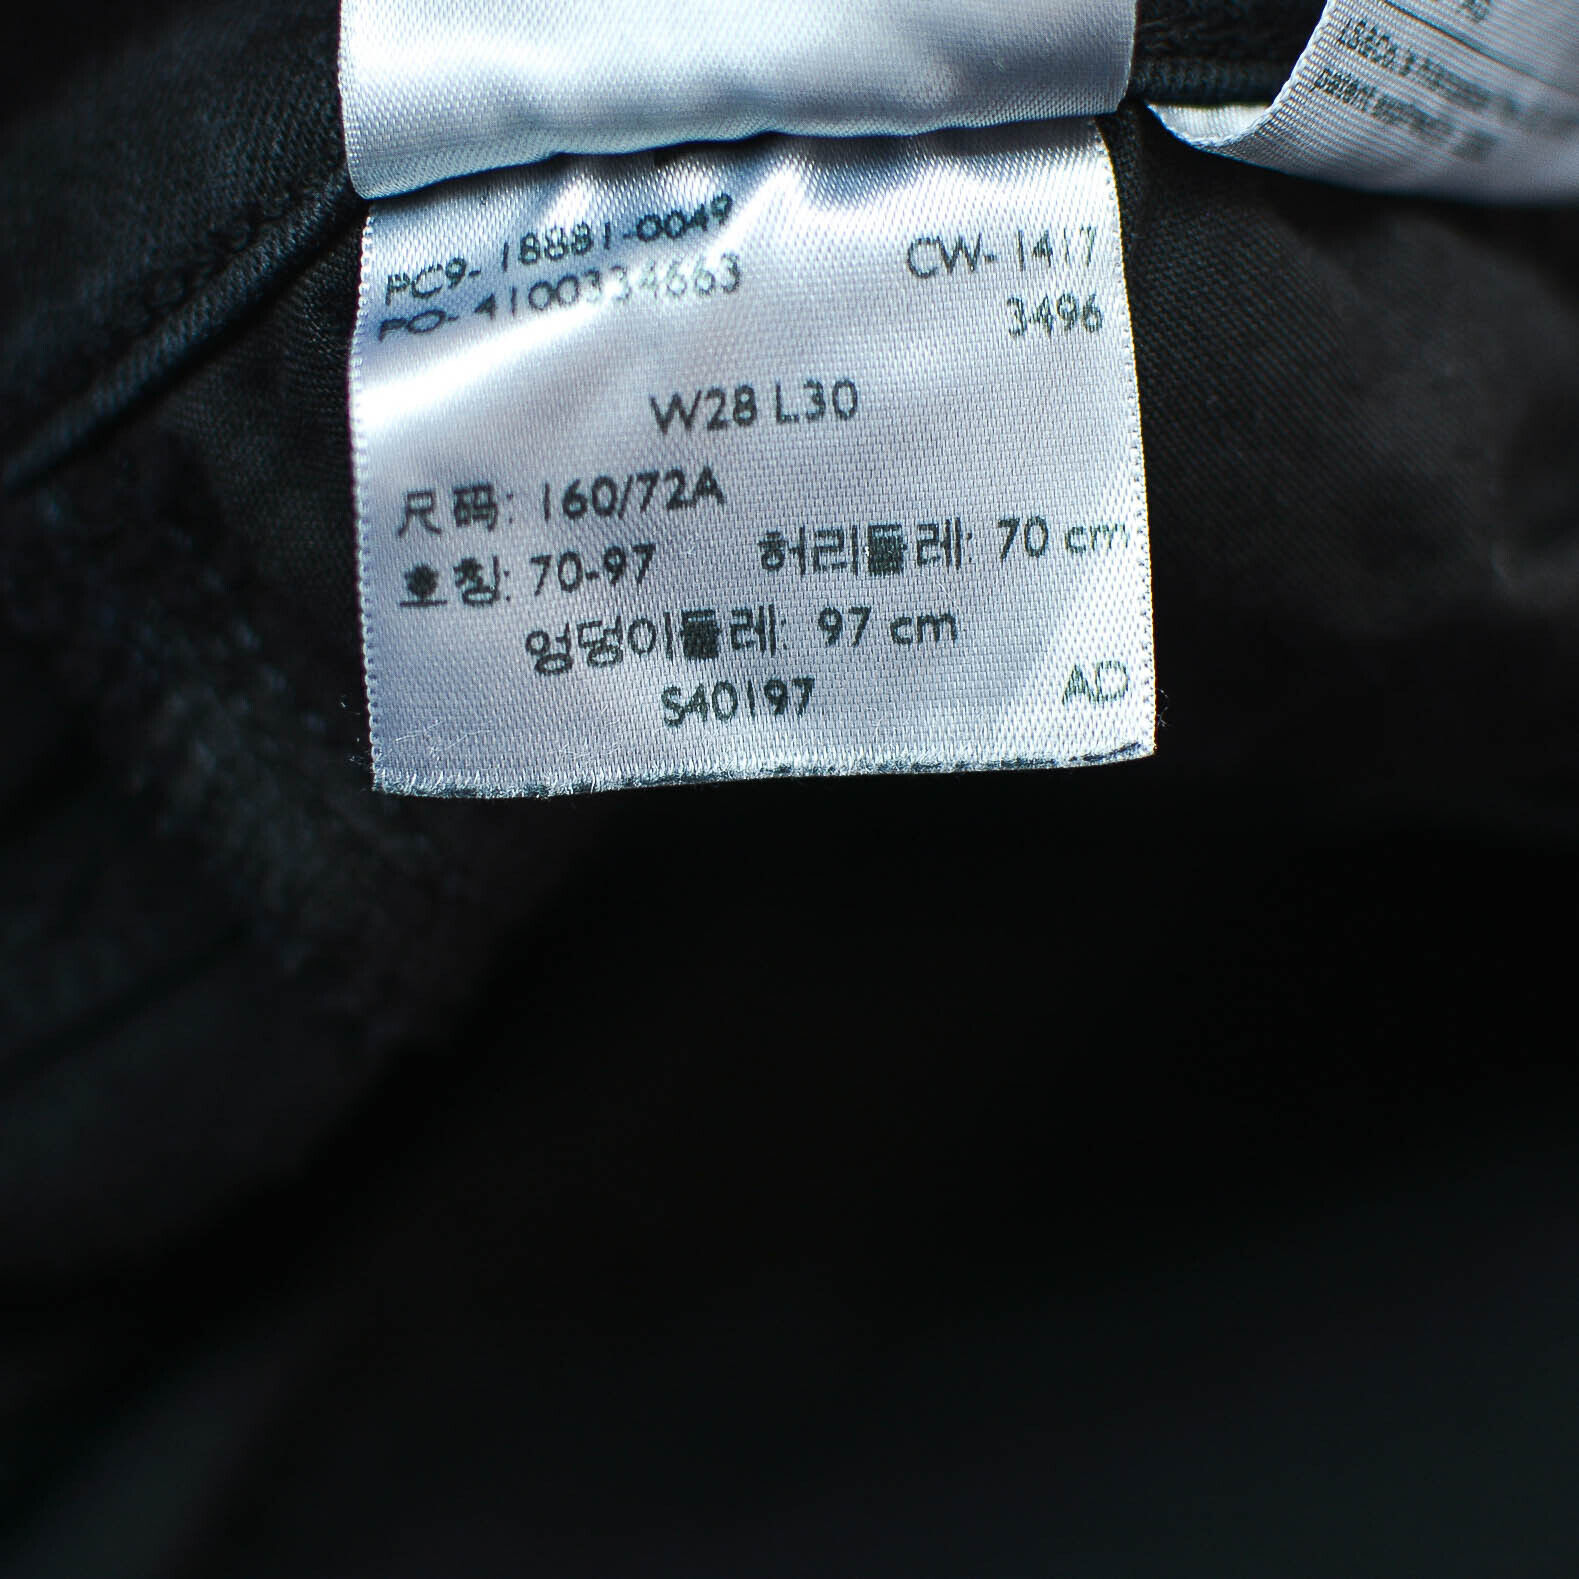 PC9-18881-0049
CW-1417
PO-4100334663
3496
W28 L30
尺码: 160/72A
호칭: 70-97 허리둘레: 70 cm
엉덩이둘레: 97 cm
S40197
AD